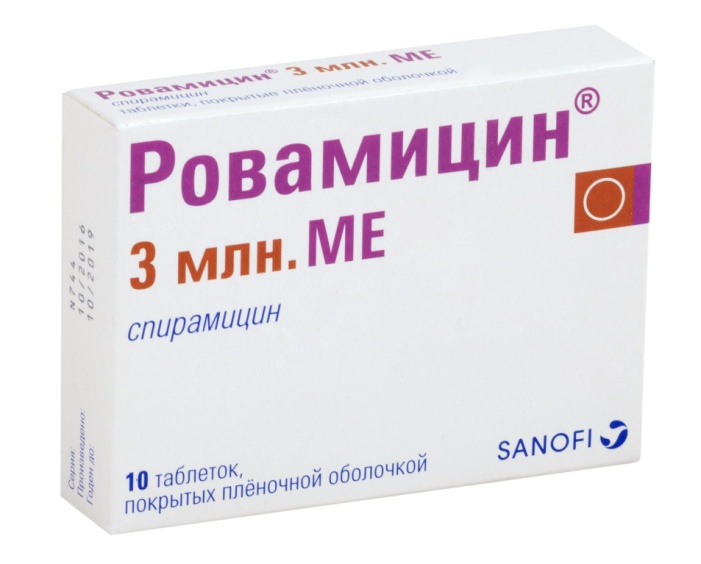 Ровамицин® 3 млн. МЕ
спирамицин
таблетки, покрытые плёночной оболочкой
Ровамицин®
3 млн. МЕ
спирамицин
10 таблеток,
покрытых плёночной оболочкой
SANOFI
Серия: N744
Произведено: 10/2016
Годен до: 10/2019